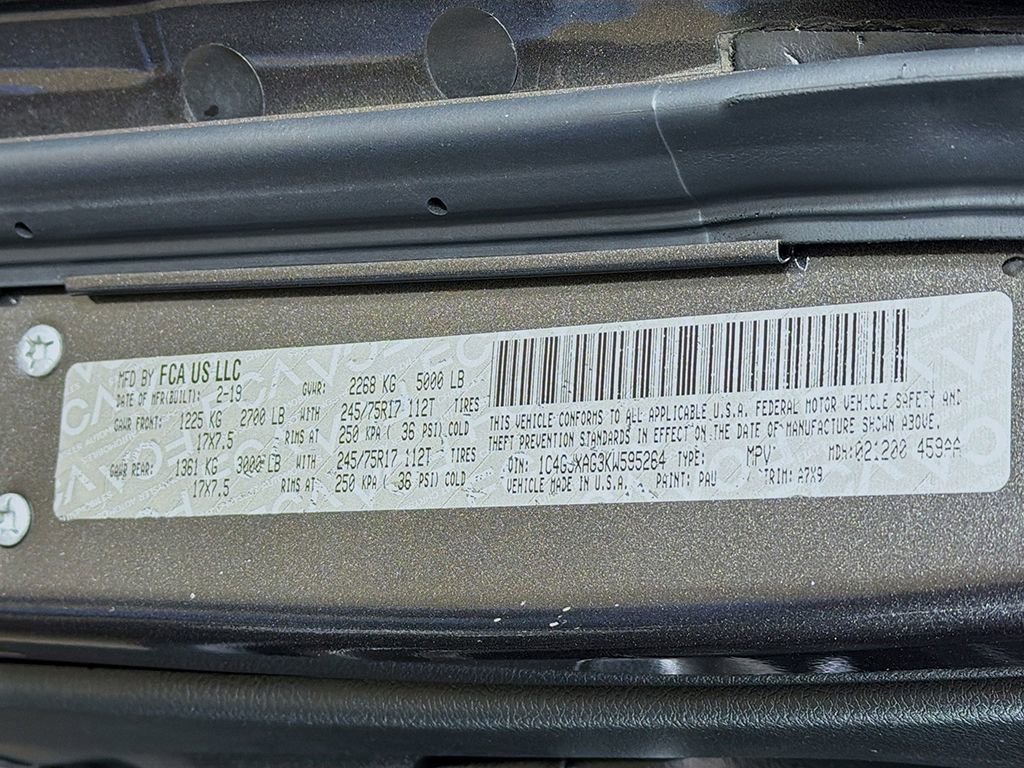 MFD BY FCA US LLC
DATE OF MFR(BUILT): 2-19 GVWR: 2268 KG 5000 LB
GAWR FRONT: 1225 KG 2700 LB WITH 245/75R17 112T TIRES
17X7.5 RIMS AT 250 KPA ( 36 PSI) COLD
GAWR REAR: 1361 KG 3000 LB WITH 245/75R17 112T TIRES
17X7.5 RIMS AT 250 KPA ( 36 PSI) COLD
THIS VEHICLE CONFORMS TO ALL APPLICABLE U.S.A. FEDERAL MOTOR VEHICLE SAFETY AND
THEFT PREVENTION STANDARDS IN EFFECT ON THE DATE OF MANUFACTURE SHOWN ABOVE.
VIN: 1C4GJXAG3KW595264 TYPE: MPV MDH: 021200 459AA
VEHICLE MADE IN U.S.A. PAINT: PAU TRIM: A7X9